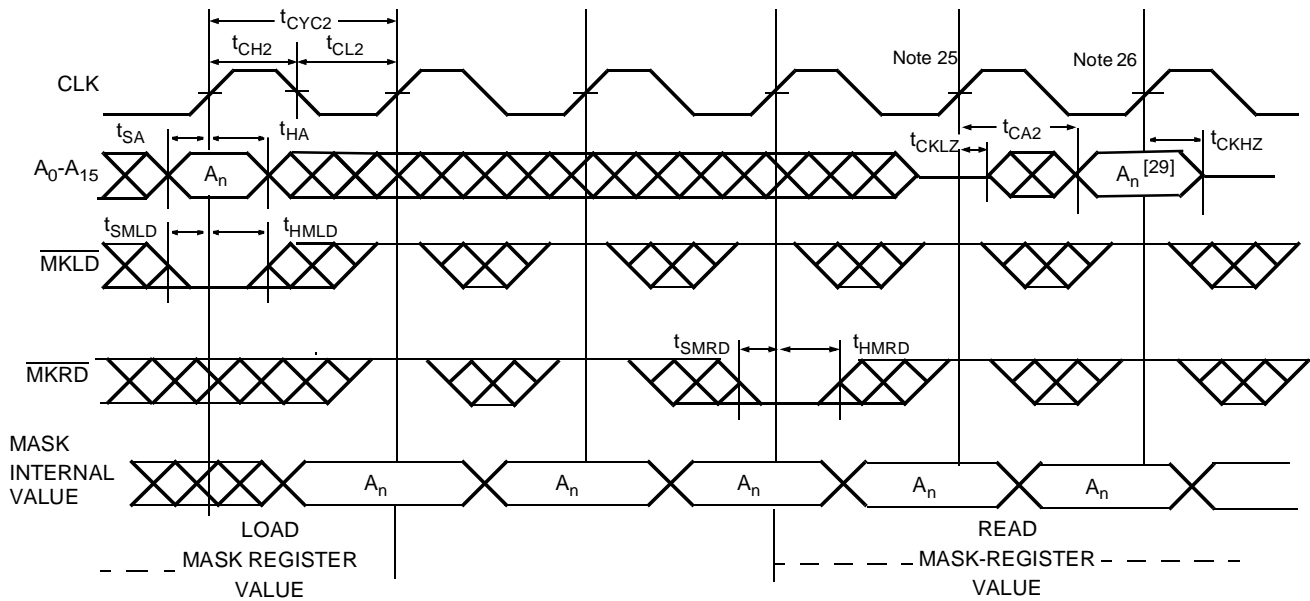 tCYC2
tCH2
tCL2
Note 25
Note 26
CLK
tSA
tHA
tCKLZ
tCA2
tCKHZ
A0-A15
An
An [29]
tSMLD
tHMLD
MKLD
tSMRD
tHMRD
MKRD
MASK
INTERNAL
VALUE
An
An
An
An
An
LOAD
MASK REGISTER
VALUE
READ
MASK-REGISTER
VALUE